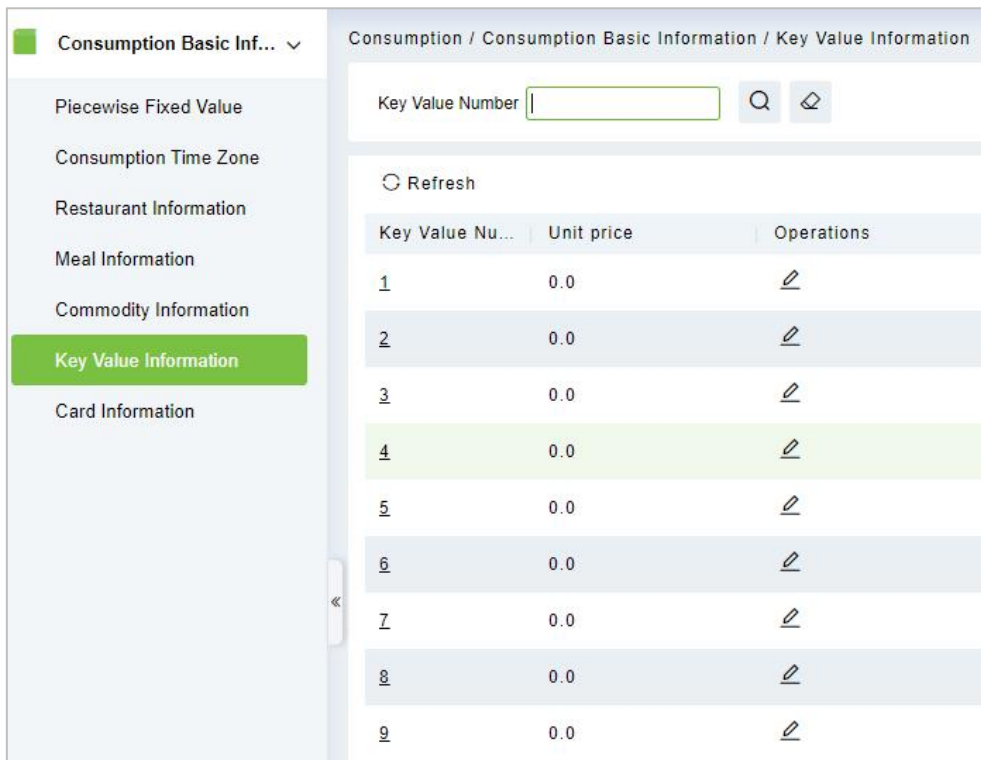 Consumption Basic Inf...
Piecewise Fixed Value
Consumption Time Zone
Restaurant Information
Meal Information
Commodity Information
Key Value Information
Card Information
Consumption / Consumption Basic Information / Key Value Information
Key Value Number
Refresh
Key Value Nu... Unit price Operations
1 0.0
2 0.0
3 0.0
4 0.0
5 0.0
6 0.0
7 0.0
8 0.0
9 0.0